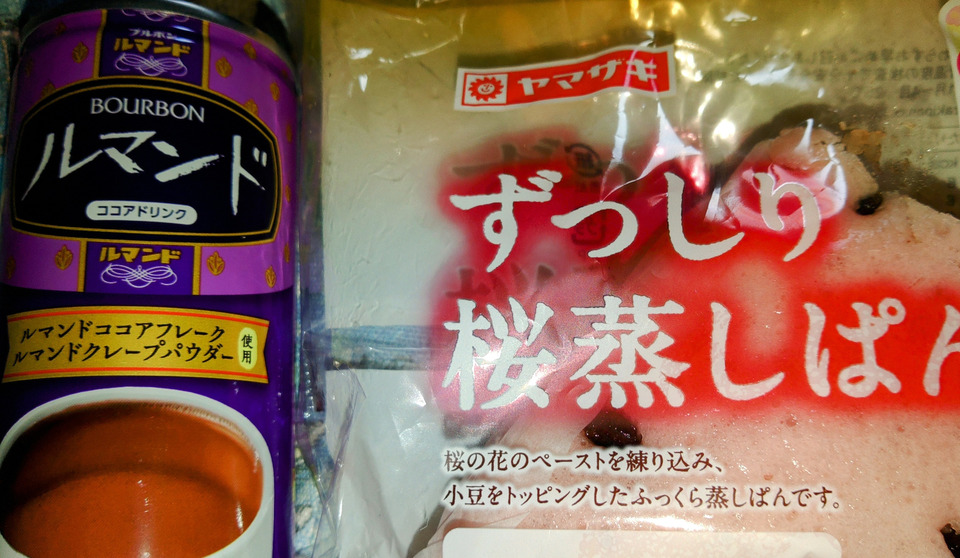 ブルボン
ルマンド
BOURBON
ルマンド
ココアドリンク
ルマンド
ルマンドココアフレーク
ルマンドクレープパウダー
使用
ヤマザキ
ずっしり
桜蒸しぱん
桜の花のペーストを練り込み、
小豆をトッピングしたふっくら蒸しぱんです。